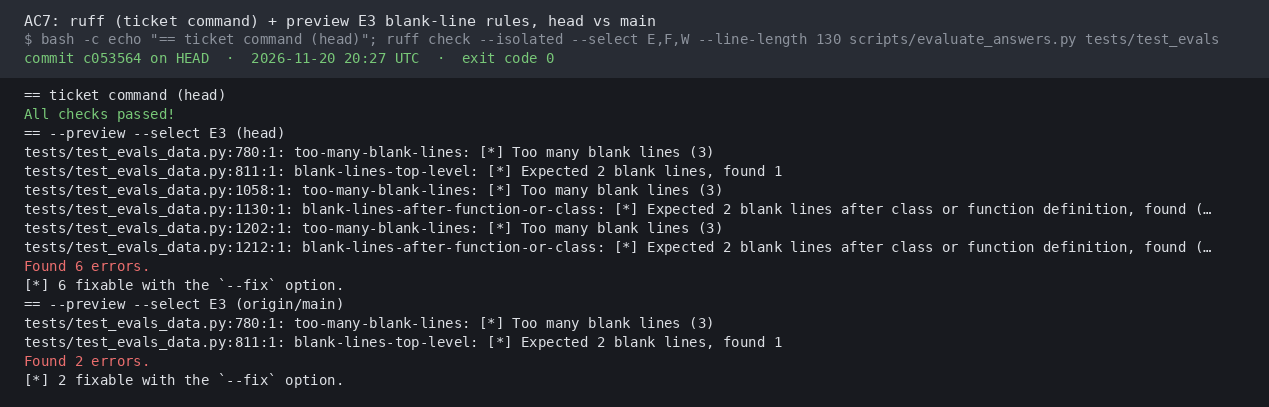 AC7: ruff (ticket command) + preview E3 blank-line rules, head vs main
$ bash -c echo "== ticket command (head)"; ruff check --isolated --select E,F,W --line-length 130 scripts/evaluate_answers.py tests/test_evals
commit c053564 on HEAD · 2026-11-20 20:27 UTC · exit code 0
== ticket command (head)
All checks passed!
== --preview --select E3 (head)
tests/test_evals_data.py:780:1: too-many-blank-lines: [*] Too many blank lines (3)
tests/test_evals_data.py:811:1: blank-lines-top-level: [*] Expected 2 blank lines, found 1
tests/test_evals_data.py:1058:1: too-many-blank-lines: [*] Too many blank lines (3)
tests/test_evals_data.py:1130:1: blank-lines-after-function-or-class: [*] Expected 2 blank lines after class or function definition, found (…
tests/test_evals_data.py:1202:1: too-many-blank-lines: [*] Too many blank lines (3)
tests/test_evals_data.py:1212:1: blank-lines-after-function-or-class: [*] Expected 2 blank lines after class or function definition, found (…
Found 6 errors.
[*] 6 fixable with the `--fix` option.
== --preview --select E3 (origin/main)
tests/test_evals_data.py:780:1: too-many-blank-lines: [*] Too many blank lines (3)
tests/test_evals_data.py:811:1: blank-lines-top-level: [*] Expected 2 blank lines, found 1
Found 2 errors.
[*] 2 fixable with the `--fix` option.